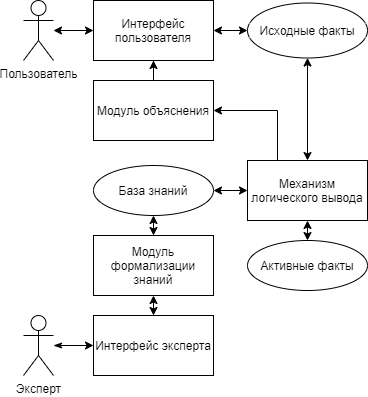 Интерфейс
пользователя
Исходные факты
Пользователь
Модуль объяснения
База знаний
Механизм
логического вывода
Модуль
формализации
знаний
Активные факты
Интерфейс эксперта
Эксперт